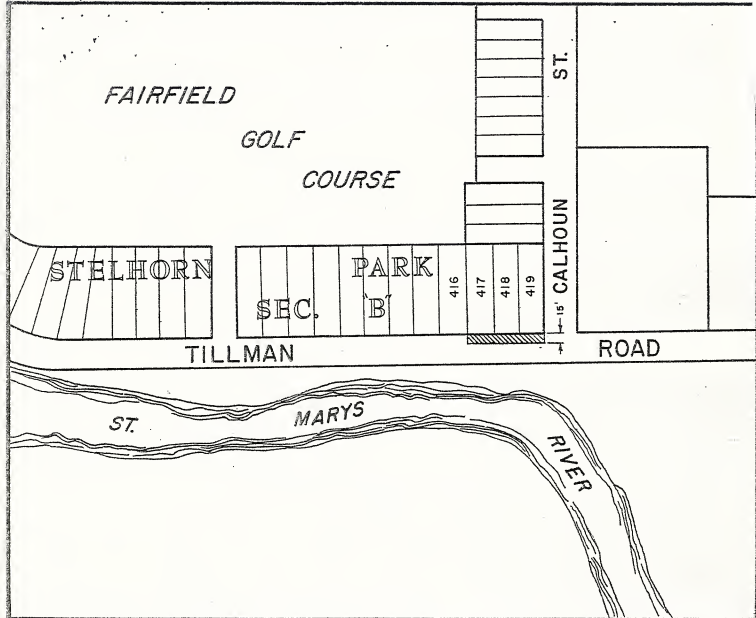 FAIRFIELD
GOLF
COURSE
CALHOUN ST.
STELHORN PARK
SEC. "B"
416
417
418
419
15'
TILLMAN ROAD
ST. MARYS RIVER